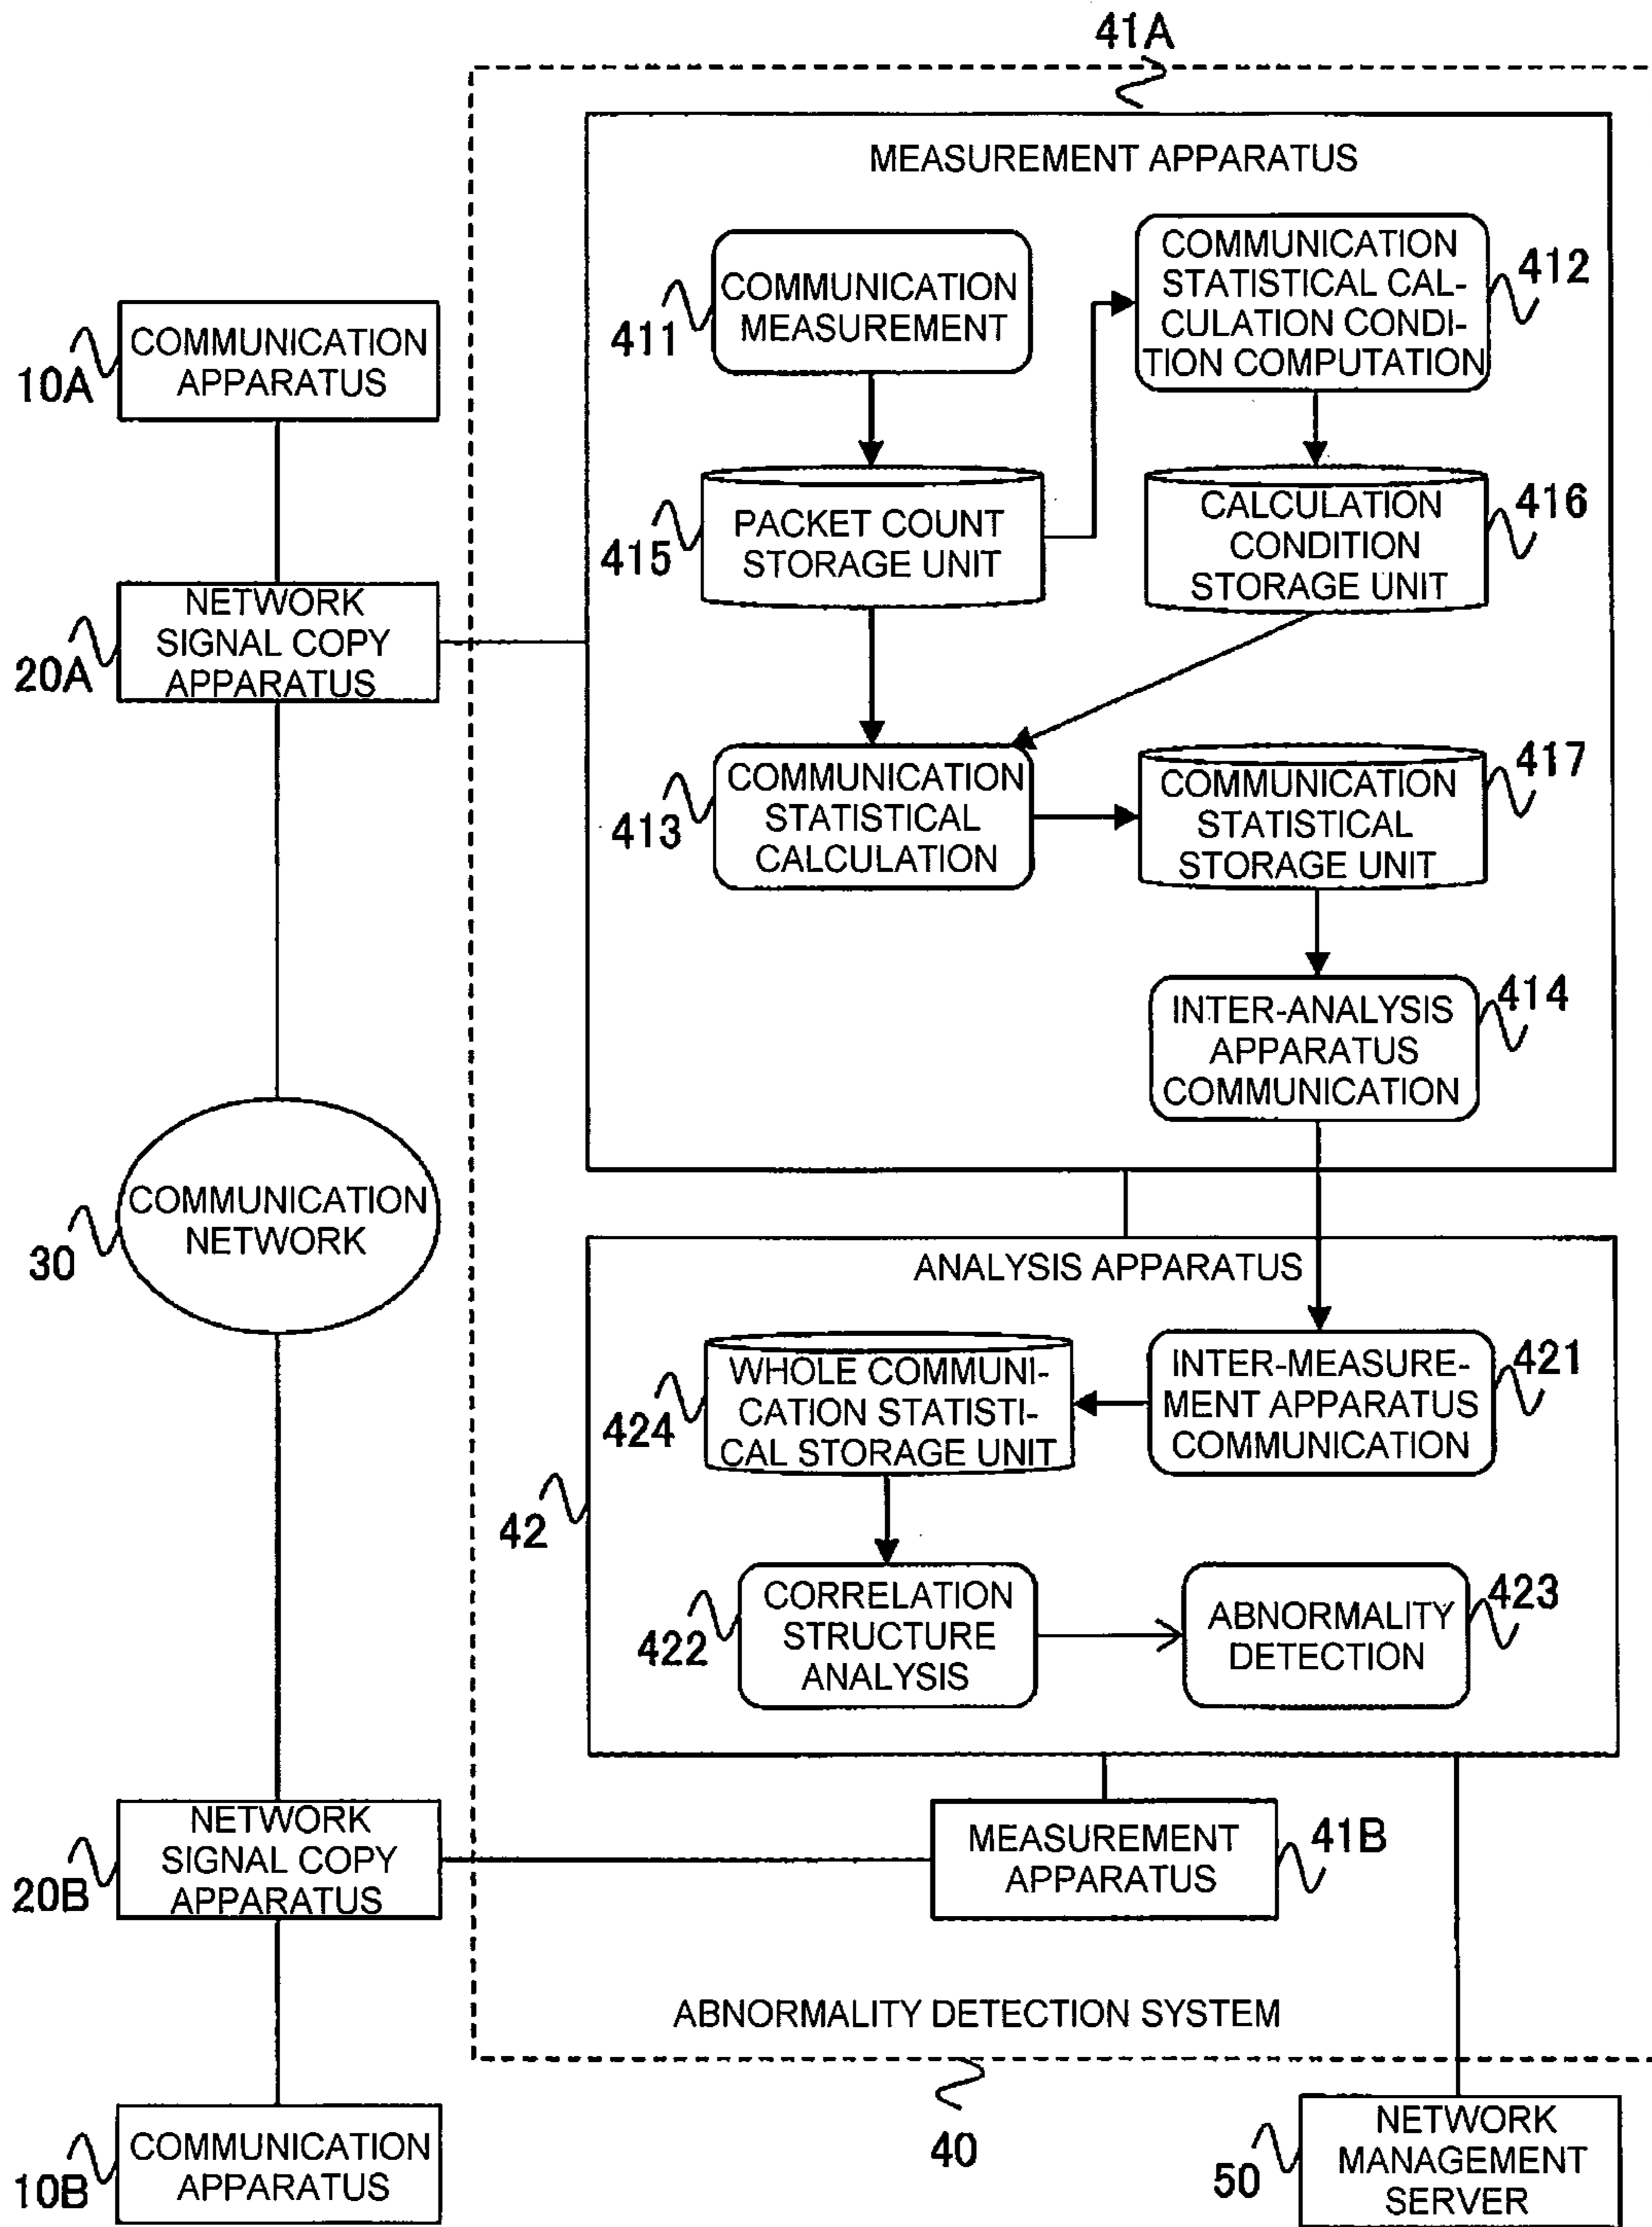 41A
MEASUREMENT APPARATUS
COMMUNICATION
MEASUREMENT
411
COMMUNICATION
STATISTICAL CAL-
CULATION CONDI-
TION COMPUTATION
412
COMMUNICATION
APPARATUS
10A
PACKET COUNT
STORAGE UNIT
415
CALCULATION
CONDITION
STORAGE UNIT
416
NETWORK
SIGNAL COPY
APPARATUS
20A
COMMUNICATION
STATISTICAL
CALCULATION
413
COMMUNICATION
STATISTICAL
STORAGE UNIT
417
INTER-ANALYSIS
APPARATUS
COMMUNICATION
414
COMMUNICATION
NETWORK
30
ANALYSIS APPARATUS
WHOLE COMMUNI-
CATION STATISTI-
CAL STORAGE UNIT
424
INTER-MEASURE-
MENT APPARATUS
COMMUNICATION
421
42
CORRELATION
STRUCTURE
ANALYSIS
422
ABNORMALITY
DETECTION
423
NETWORK
SIGNAL COPY
APPARATUS
20B
MEASUREMENT
APPARATUS
41B
ABNORMALITY DETECTION SYSTEM
40
COMMUNICATION
APPARATUS
10B
NETWORK
MANAGEMENT
SERVER
50